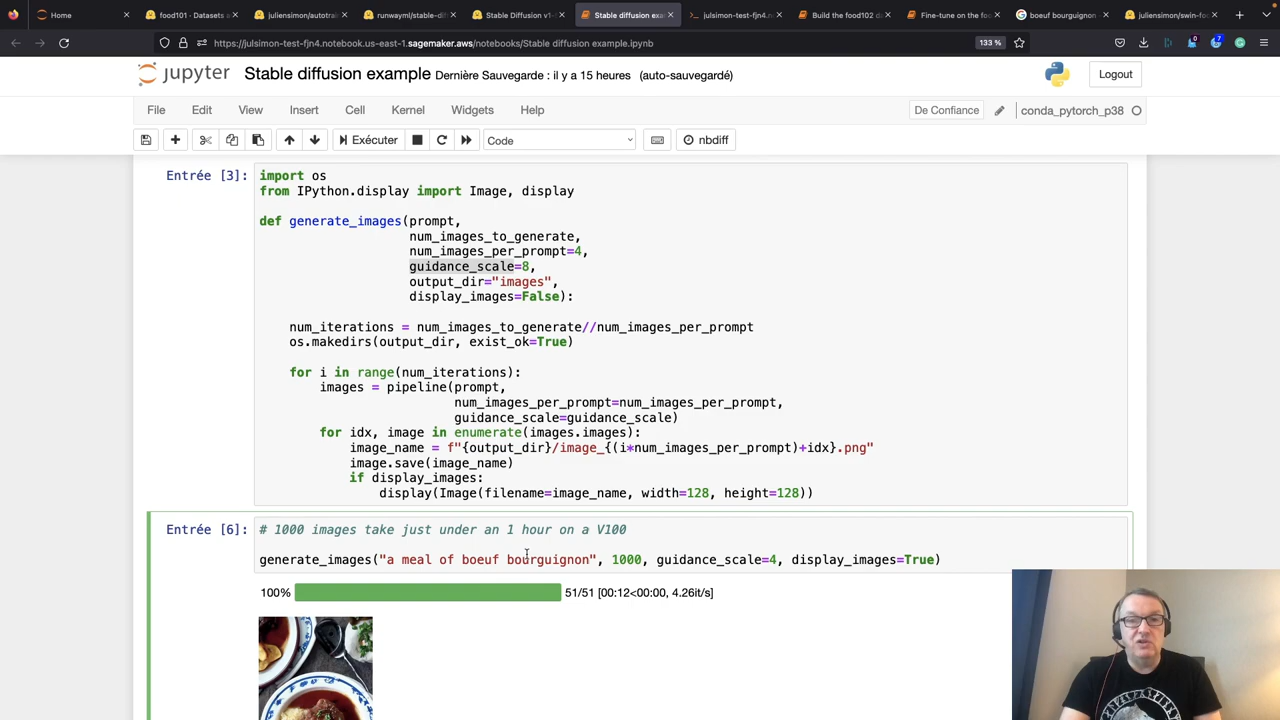 Home
food101 · Datasets a
juliensimon/autotrai
runwayml/stable-dif
Stable Diffusion v1-
Stable diffusion exa
juliensimon-test-fjn4.n
Build the food102 da
Fine-tune on the foo
boeuf bourguignon
juliensimon/swin-foo
https://julsimon-test-fjn4.notebook.us-east-1.sagemaker.aws/notebooks/Stable diffusion example.ipynb
133 %
jupyter Stable diffusion example Dernière Sauvegarde : il y a 15 heures (auto-sauvegardé)
Logout
File Edit View Insert Cell Kernel Widgets Help
De Confiance
conda_pytorch_p38
Exécuter
Code
nbdiff
Entrée [3]:
import os
from IPython.display import Image, display
def generate_images(prompt,
num_images_to_generate,
num_images_per_prompt=4,
guidance_scale=8,
output_dir="images",
display_images=False):
num_iterations = num_images_to_generate//num_images_per_prompt
os.makedirs(output_dir, exist_ok=True)
for i in range(num_iterations):
images = pipeline(prompt,
num_images_per_prompt=num_images_per_prompt,
guidance_scale=guidance_scale)
for idx, image in enumerate(images.images):
image_name = f"{output_dir}/image_{(i*num_images_per_prompt)+idx}.png"
image.save(image_name)
if display_images:
display(Image(filename=image_name, width=128, height=128))
Entrée [6]:
# 1000 images take just under an 1 hour on a V100
generate_images("a meal of boeuf bourguignon", 1000, guidance_scale=4, display_images=True)
100%
51/51 [00:12<00:00, 4.26it/s]